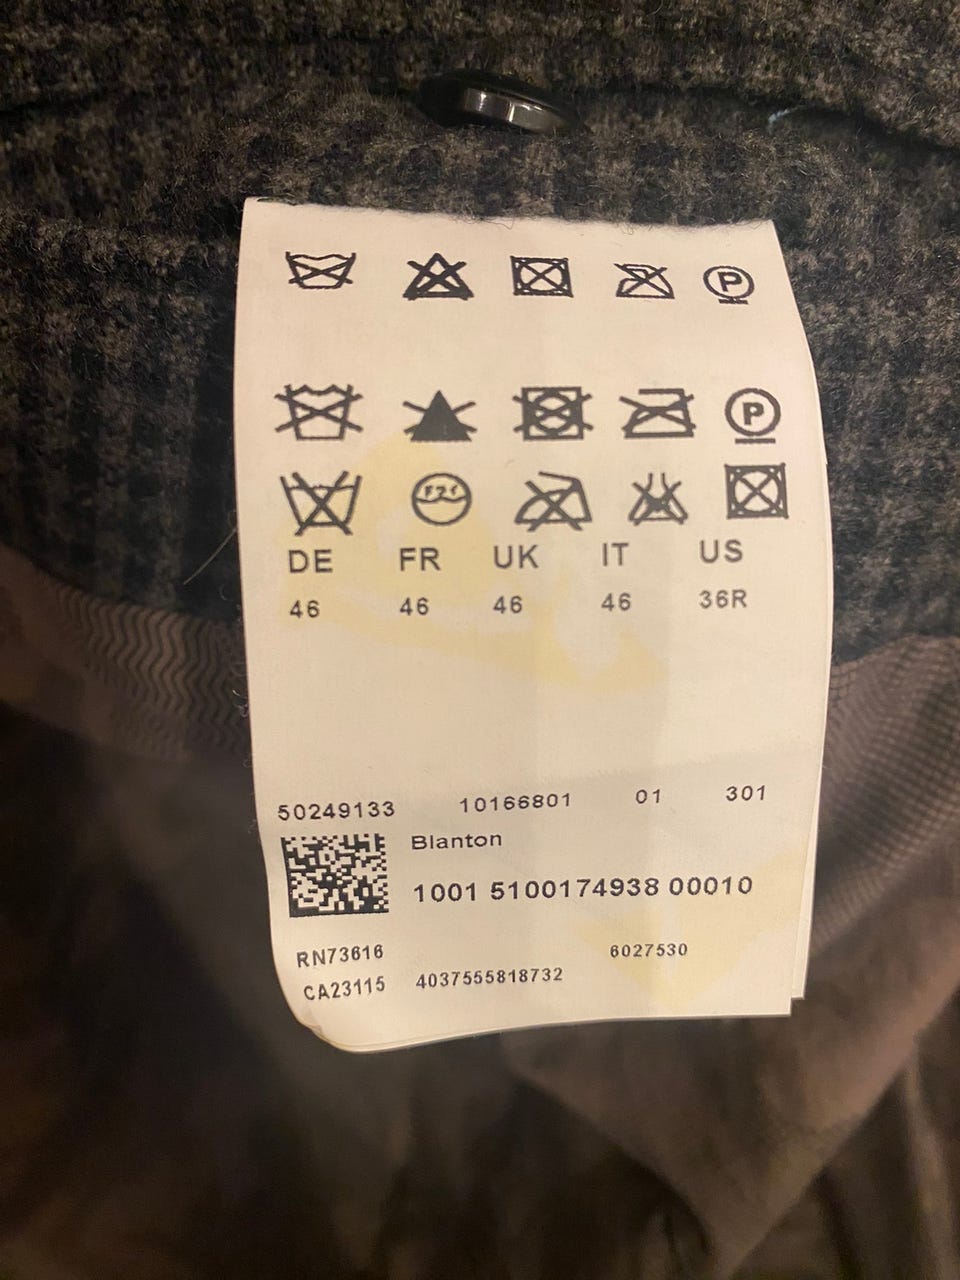 P
P
DE FR UK IT US
46 46 46 46 36R
50249133 10166801 01 301
Blanton
1001 5100174938 00010
RN73616 6027530
CA23115 4037555818732